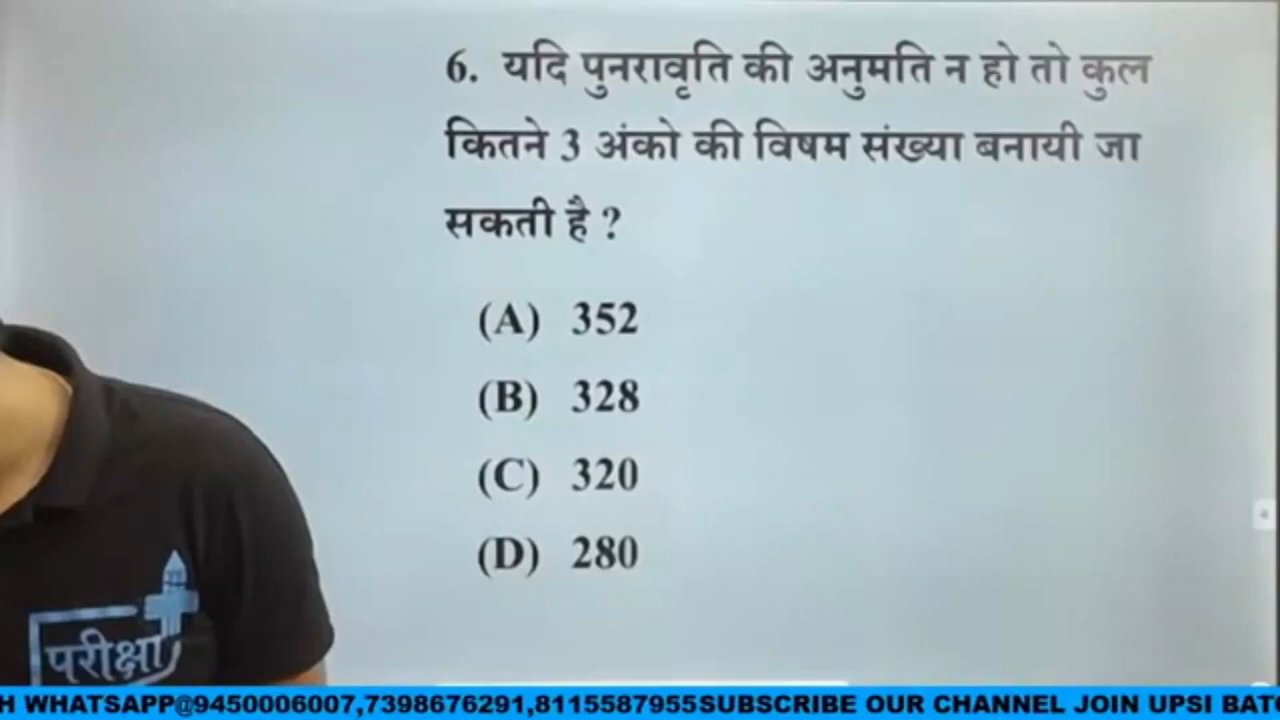 6. यदि पुनरावृति की अनुमति न हो तो कुल
कितने 3 अंको की विषम संख्या बनायी जा
सकती है ?
(A) 352
(B) 328
(C) 320
(D) 280
परीक्षा
H WHATSAPP@9450006007,7398676291,8115587955SUBSCRIBE OUR CHANNEL JOIN UPSI BATC